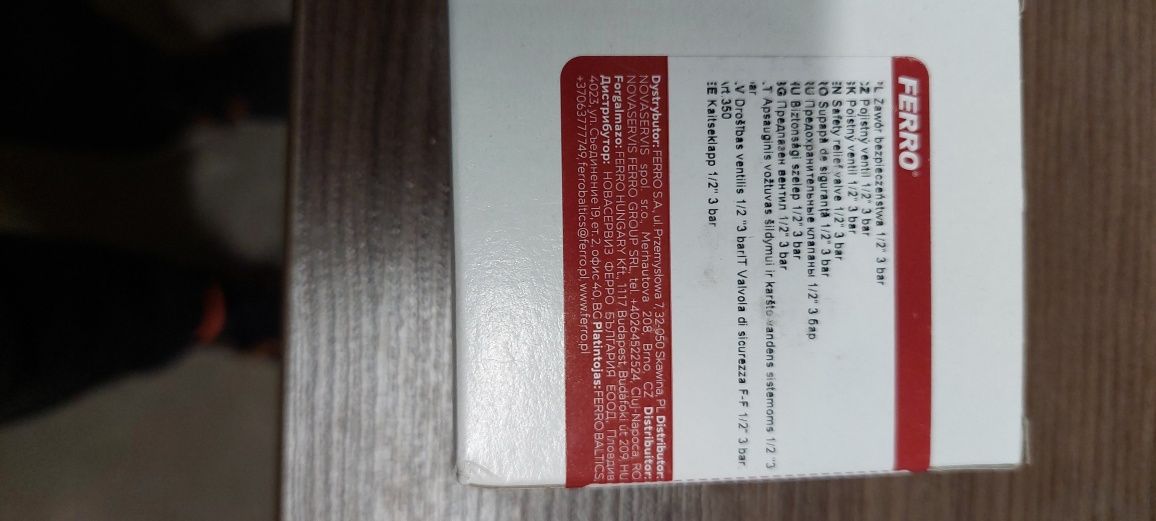 FERRO®
PL Zawór bezpieczeństwa 1/2" 3 bar
CZ Pojistný ventil 1/2" 3 bar
SK Poistný ventil 1/2" 3 bar
EN Safety relief valve 1/2" 3 bar
RO Supapă de siguranță 1/2" 3 bar
RU Предохранительные клапаны 1/2" 3 бар
HU Biztonsági szelep 1/2" 3 bar
BG Предпазен вентил 1/2" 3 bar
LT Apsauginis vožtuvas šildymui ir karšto vandens sistemoms 1/2 "3
bar
LV Drošības ventilis 1/2 "3 barIT Valvola di sicurezza F-F 1/2" 3 bar
Art.350
EE Kaitseklapp 1/2" 3 bar
Dystrybutor: FERRO S.A, ul. Przemysłowa 7, 32-050 Skawina, PL Distributor:
NOVASERVIS spol. s r.o., Merhautova 208, Brno, CZ Distribuitor:
NOVASERVIS FERRO GROUP SRL, tel. +40264522524, Cluj-Napoca, RO
Forgalmazo: FERRO HUNGARY Kft., 1117 Budapest, Budafoki út 209, HU
Дистрибутор: НОВАСЕРВИЗ ФЕРРО БЪЛГАРИЯ ЕООД, Пловдив
4023, ул. Съединение 19, ет. 2, офис 40, BG Platintojas: FERRO BALTICS,
+37063777749, ferrobaltics@ferro.pl, www.ferro.pl